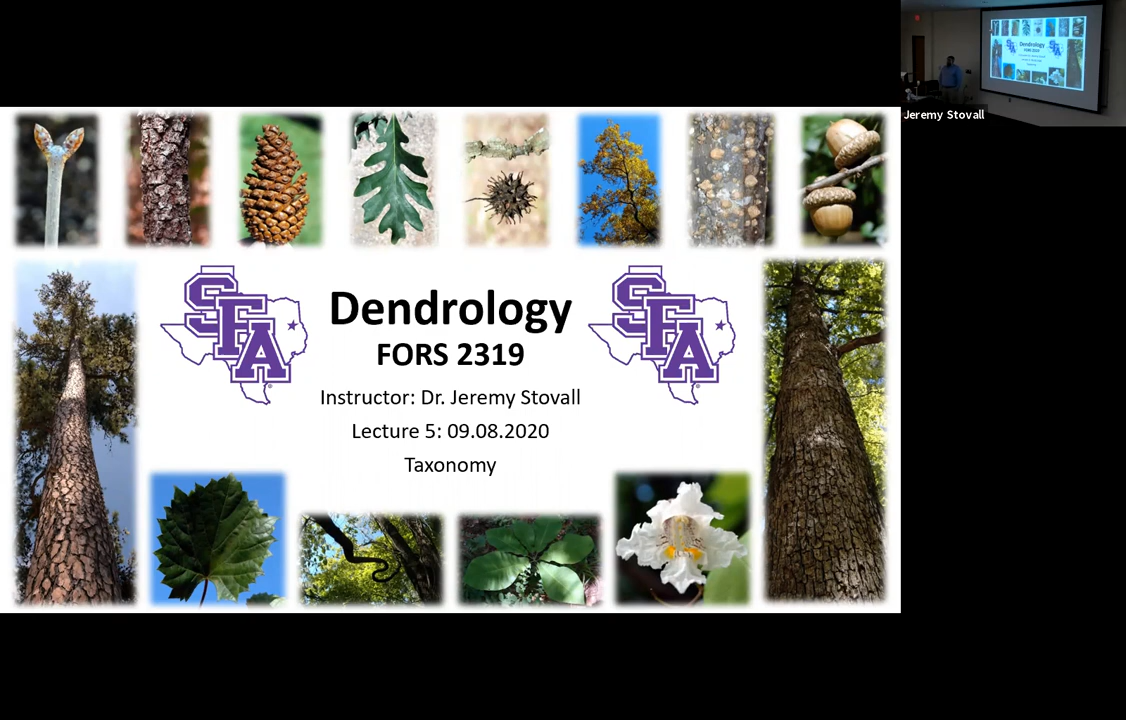 Jeremy Stovall
SFA
SFA
Dendrology
FORS 2319
Instructor: Dr. Jeremy Stovall
Lecture 5: 09.08.2020
Taxonomy